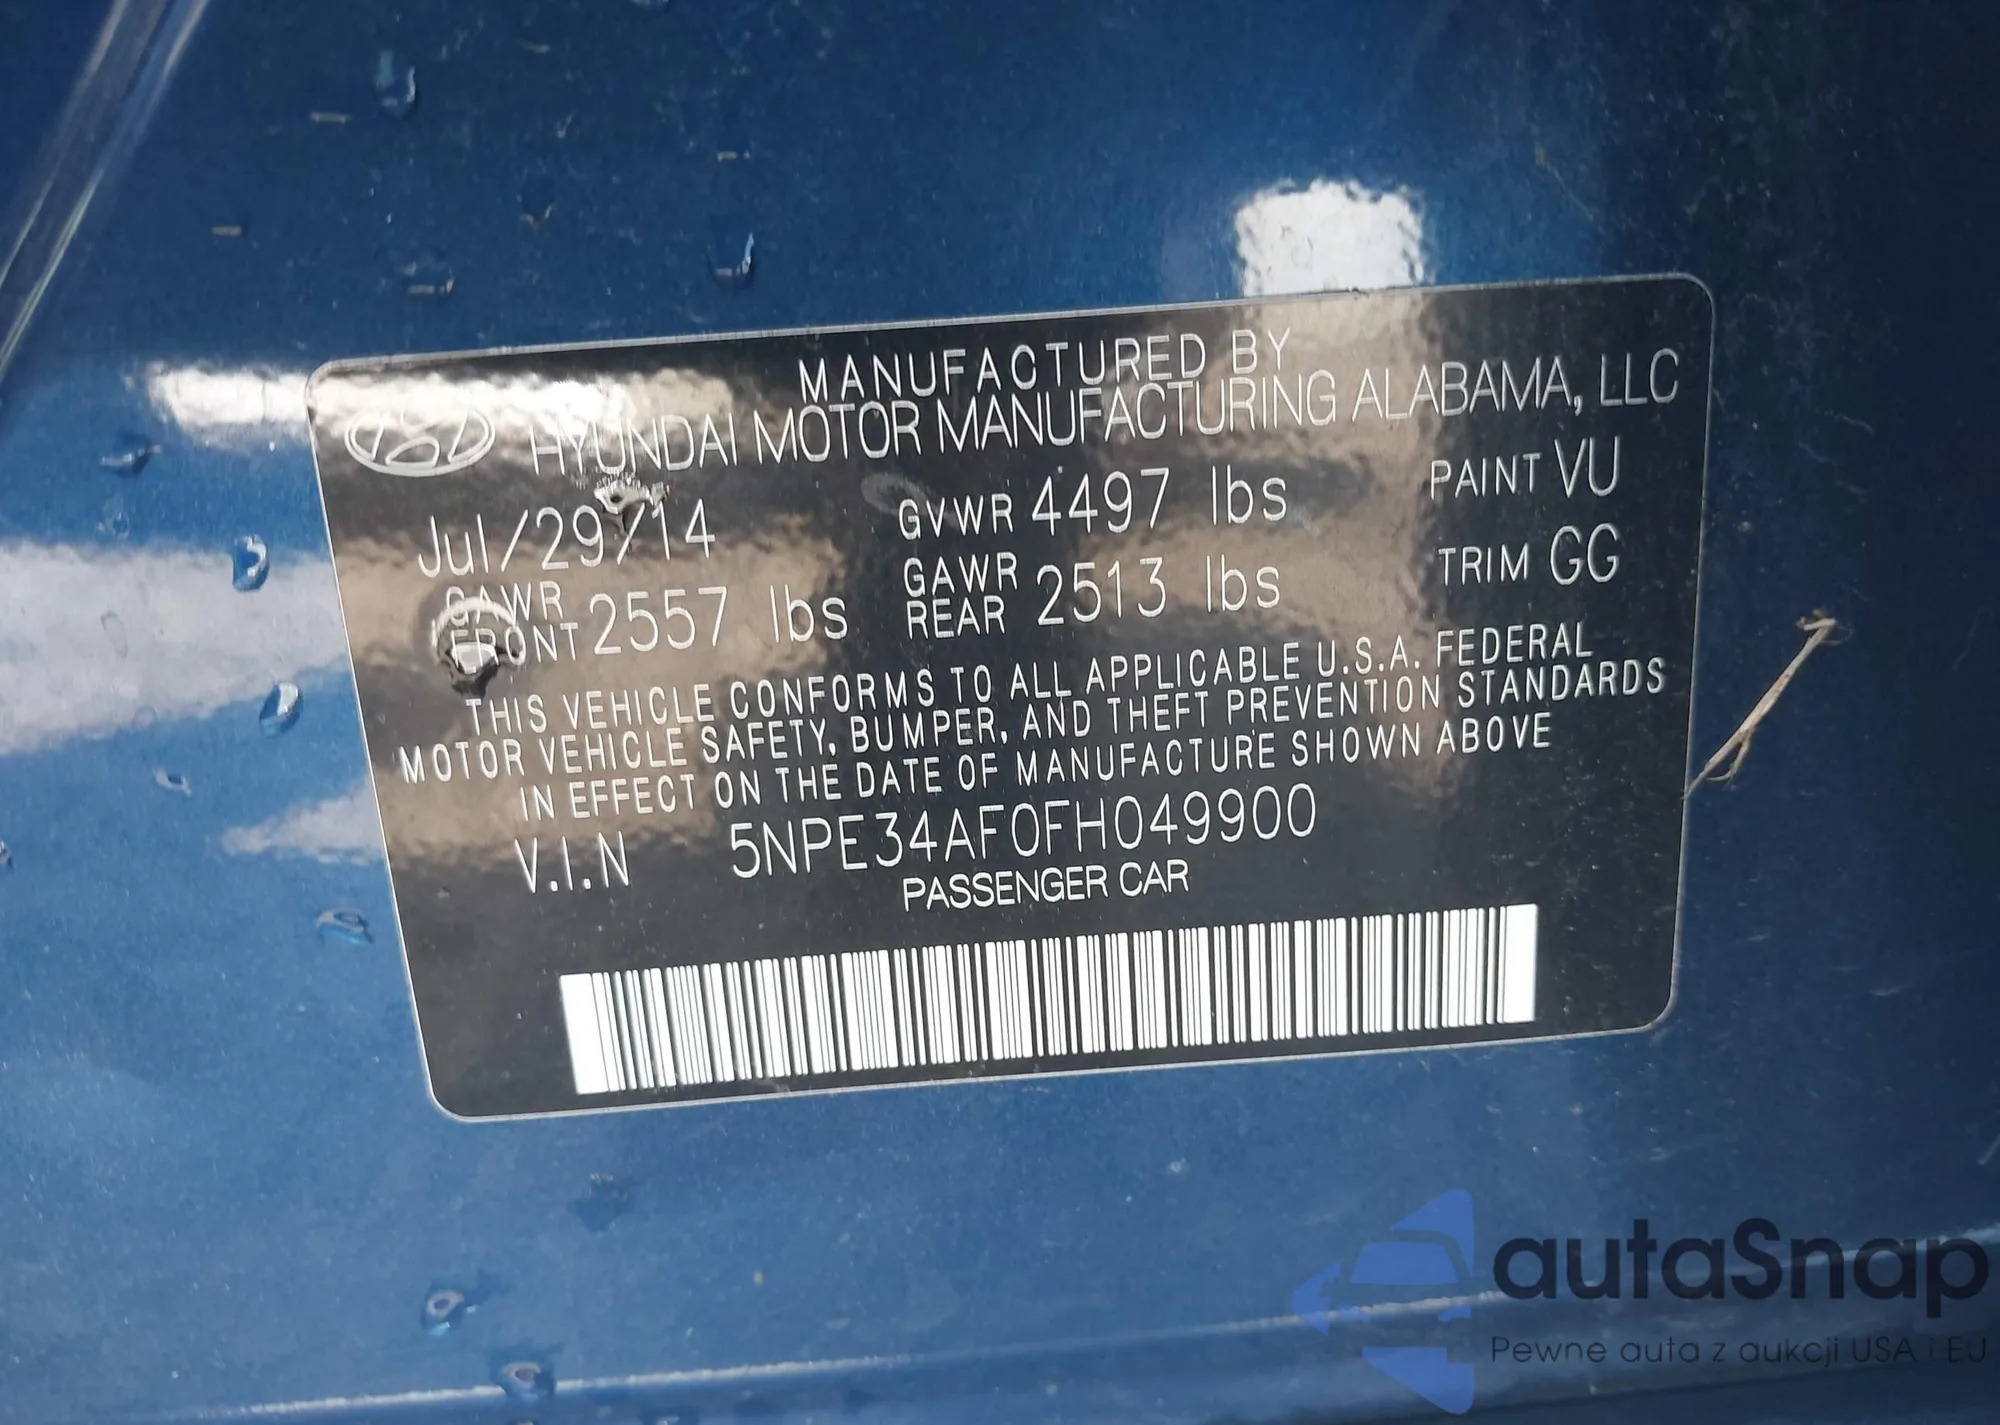 MANUFACTURED BY
HYUNDAI MOTOR MANUFACTURING ALABAMA, LLC
Jul/29/14 GVWR 4497 lbs PAINT VU
GAWR FRONT 2557 lbs GAWR REAR 2513 lbs TRIM GG
THIS VEHICLE CONFORMS TO ALL APPLICABLE U.S.A. FEDERAL
MOTOR VEHICLE SAFETY, BUMPER, AND THEFT PREVENTION STANDARDS
IN EFFECT ON THE DATE OF MANUFACTURE SHOWN ABOVE
V.I.N 5NPE34AF0FH049900
PASSENGER CAR
autaSnap
Pewne auta z aukcji USA i EU